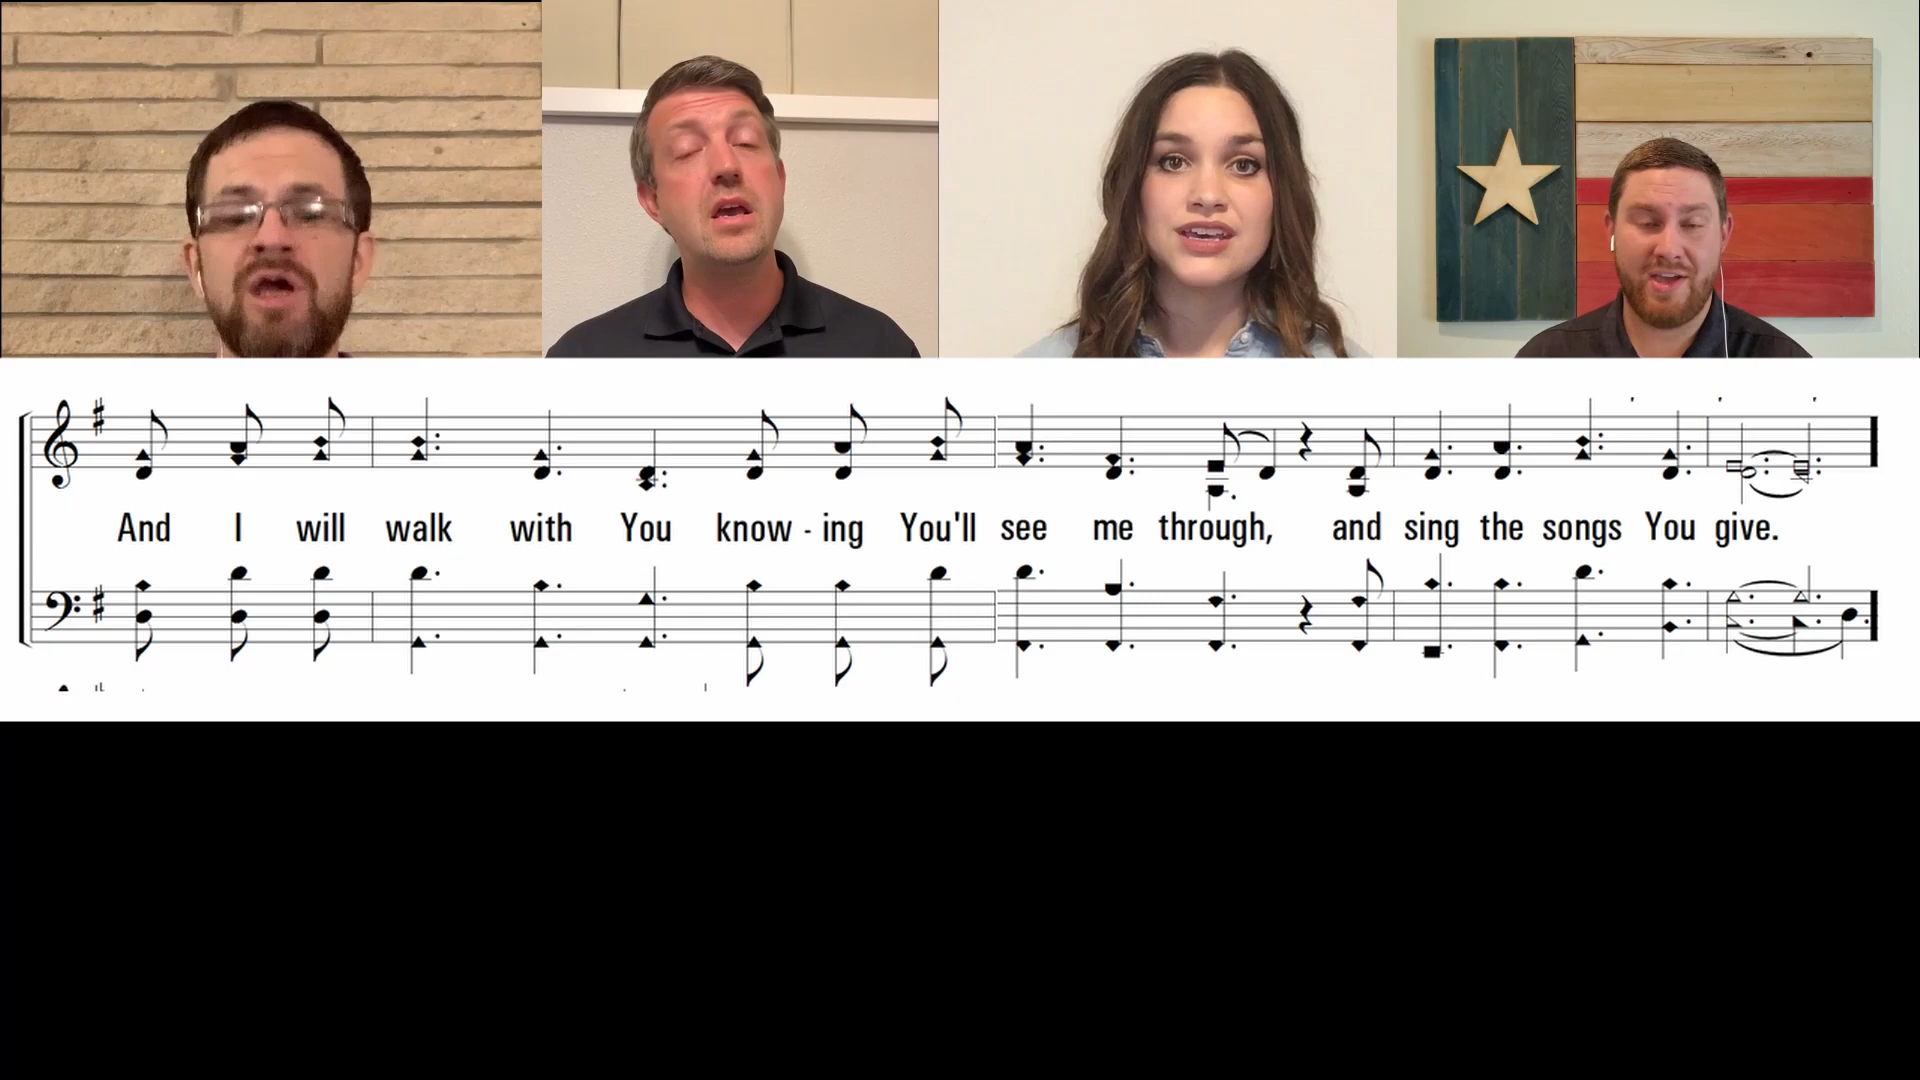 And I will walk with You know - ing You'll see me through, and sing the songs You give.